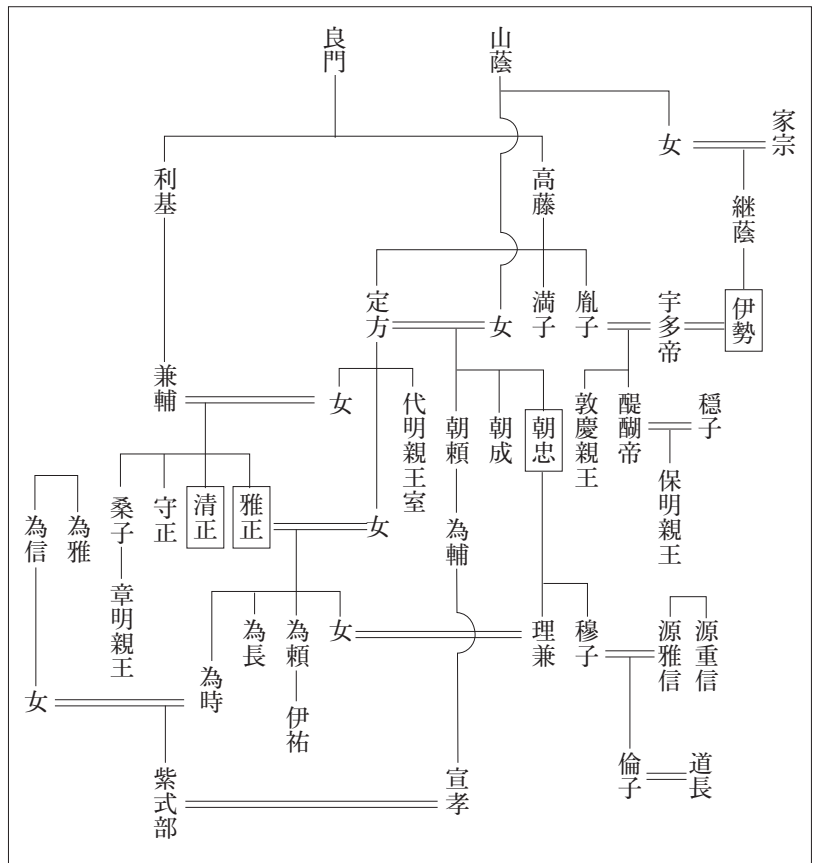 良門
山蔭
家宗
女
利基
高藤
継蔭
定方
満子
胤子
宇多帝
伊勢
女
兼輔
女
代明親王室
朝頼
朝成
朝忠
敦慶親王
醍醐帝
穏子
保明親王
為信
為雅
桑子
守正
清正
雅正
女
為輔
章明親王
為時
為長
為頼
女
理兼
穆子
源雅信
源重信
女
伊祐
倫子
道長
紫式部
宣孝